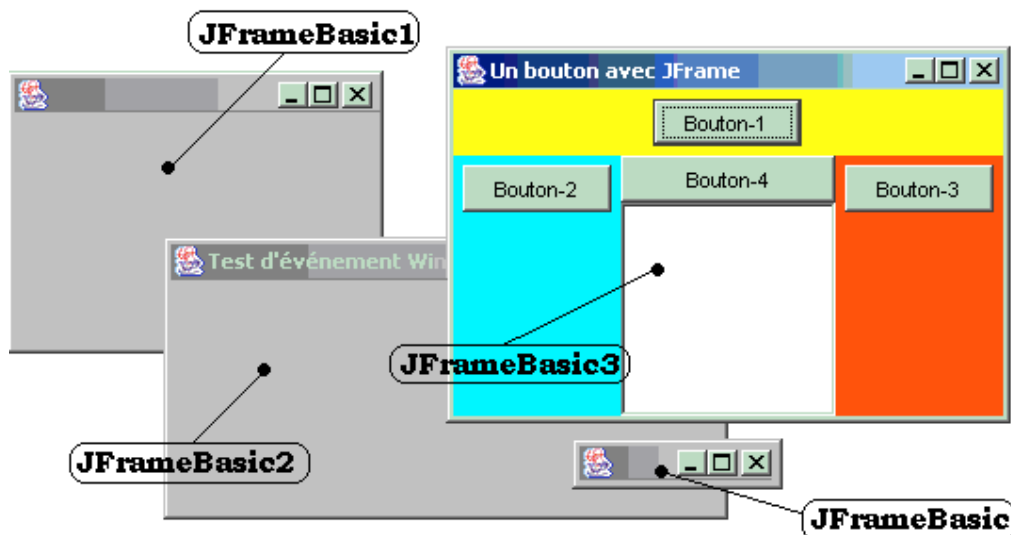 JFrameBasic1
Un bouton avec JFrame
Bouton-1
Bouton-2
Bouton-4
Bouton-3
Test d'événement Win
JFrameBasic3
JFrameBasic2
JFrameBasic